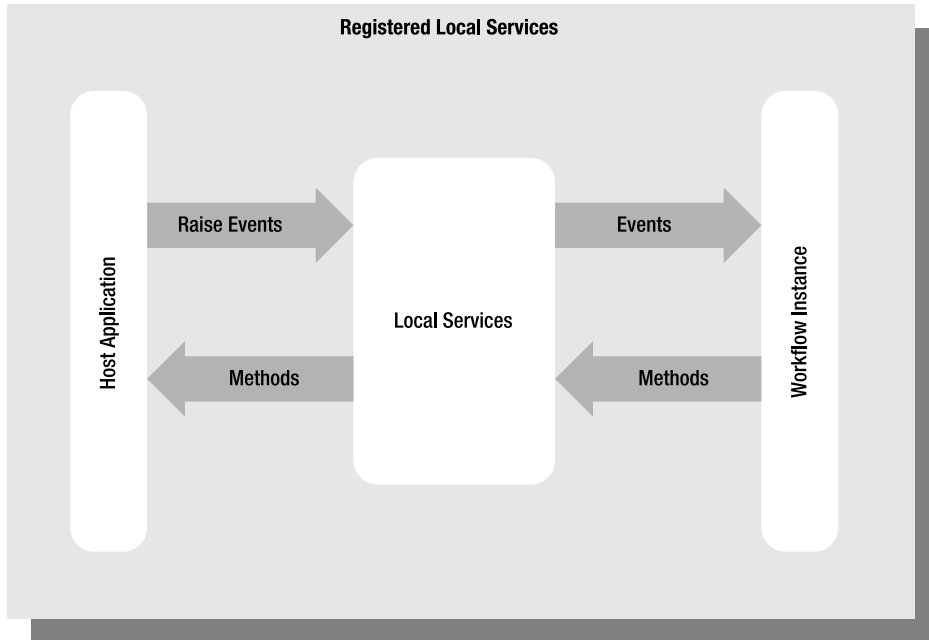 Registered Local Services
Host Application
Raise Events
Methods
Local Services
Events
Methods
Workflow Instance